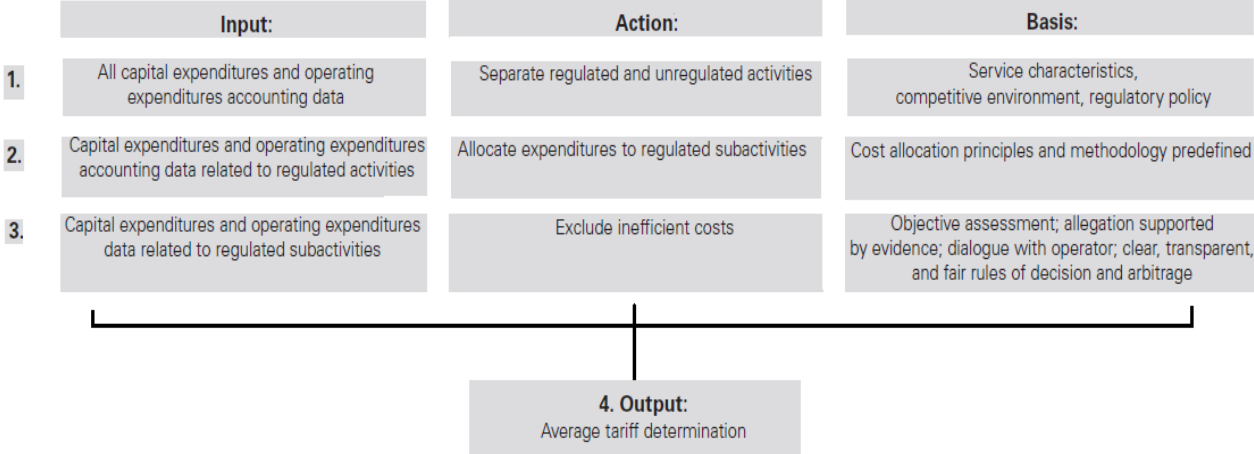 Input:
Action:
Basis:
1.
All capital expenditures and operating
expenditures accounting data
Separate regulated and unregulated activities
Service characteristics,
competitive environment, regulatory policy
2.
Capital expenditures and operating expenditures
accounting data related to regulated activities
Allocate expenditures to regulated subactivities
Cost allocation principles and methodology predefined
3.
Capital expenditures and operating expenditures
data related to regulated subactivities
Exclude inefficient costs
Objective assessment; allegation supported
by evidence; dialogue with operator; clear, transparent,
and fair rules of decision and arbitrage
4. Output:
Average tariff determination